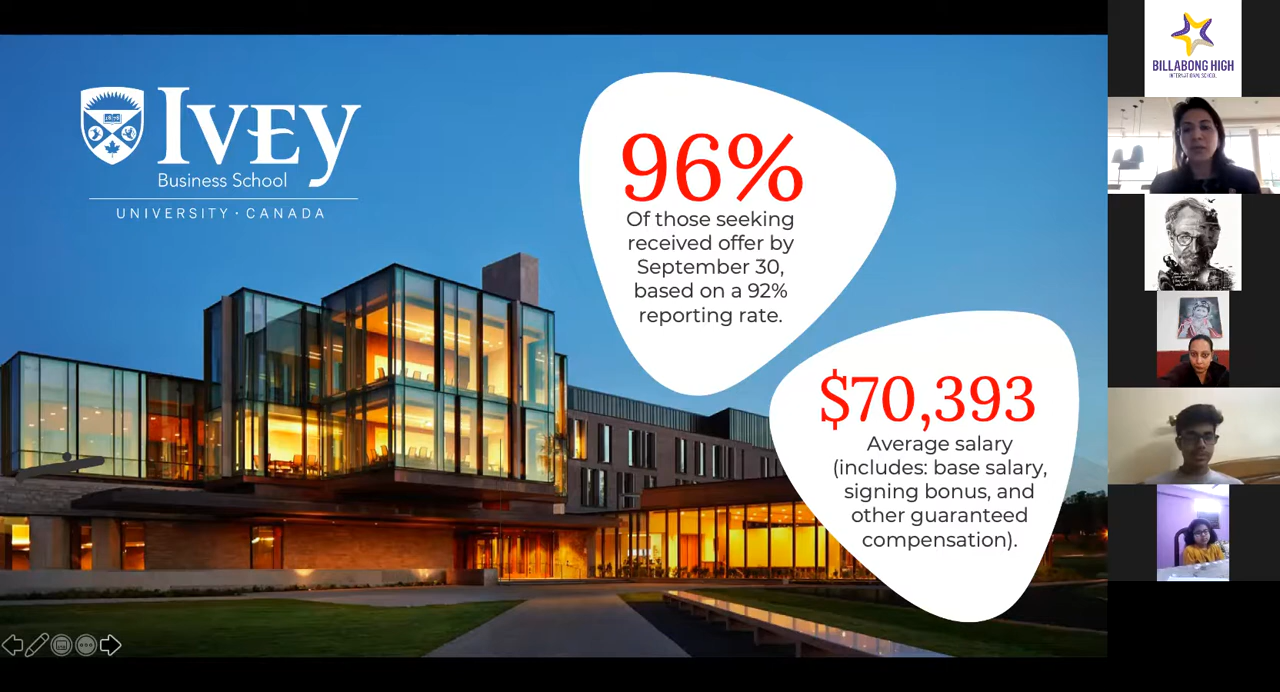 IVEY
Business School
UNIVERSITY · CANADA
96%
Of those seeking
received offer by
September 30,
based on a 92%
reporting rate.
$70,393
Average salary
(includes: base salary,
signing bonus, and
other guaranteed
compensation).
BILLABONG HIGH
INTERNATIONAL SCHOOL